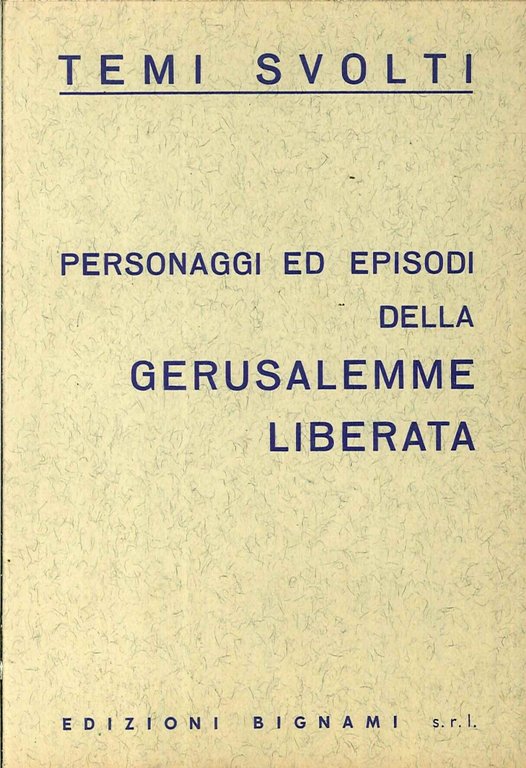 TEMI SVOLTI
PERSONAGGI ED EPISODI
DELLA
GERUSALEMME
LIBERATA
EDIZIONI BIGNAMI s.r.l.